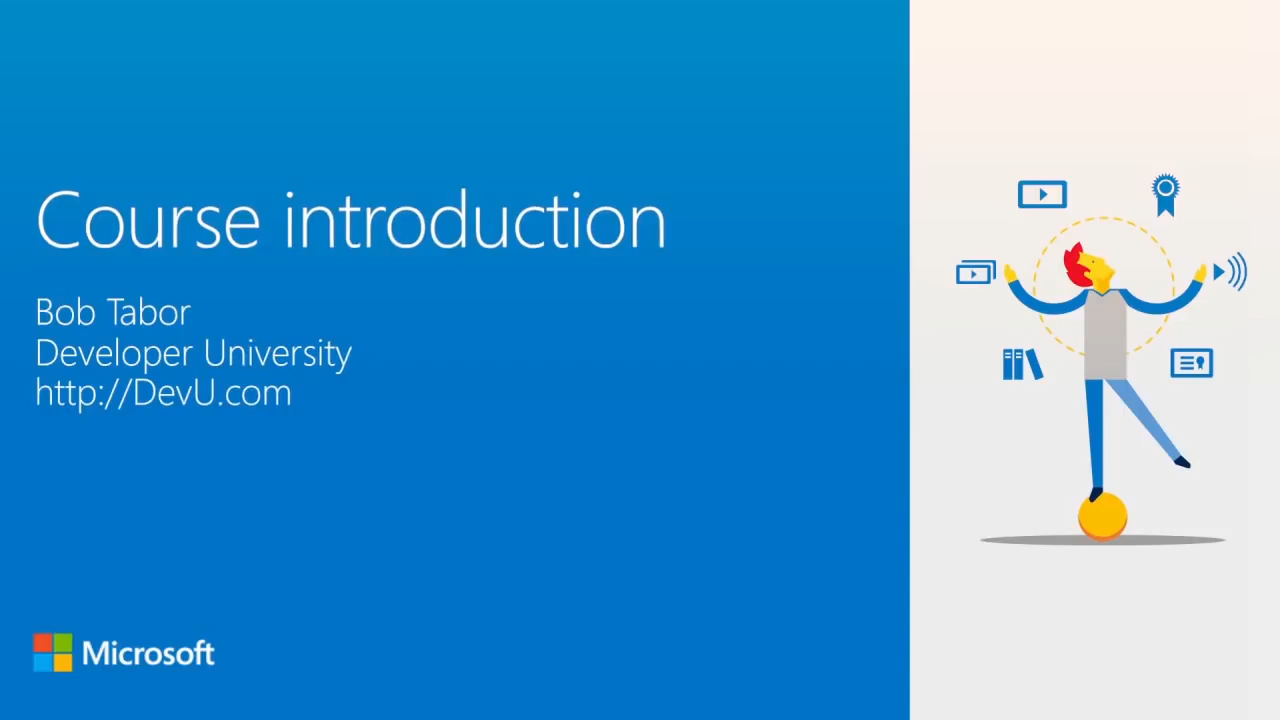 Course introduction
Bob Tabor
Developer University
http://DevU.com
Microsoft